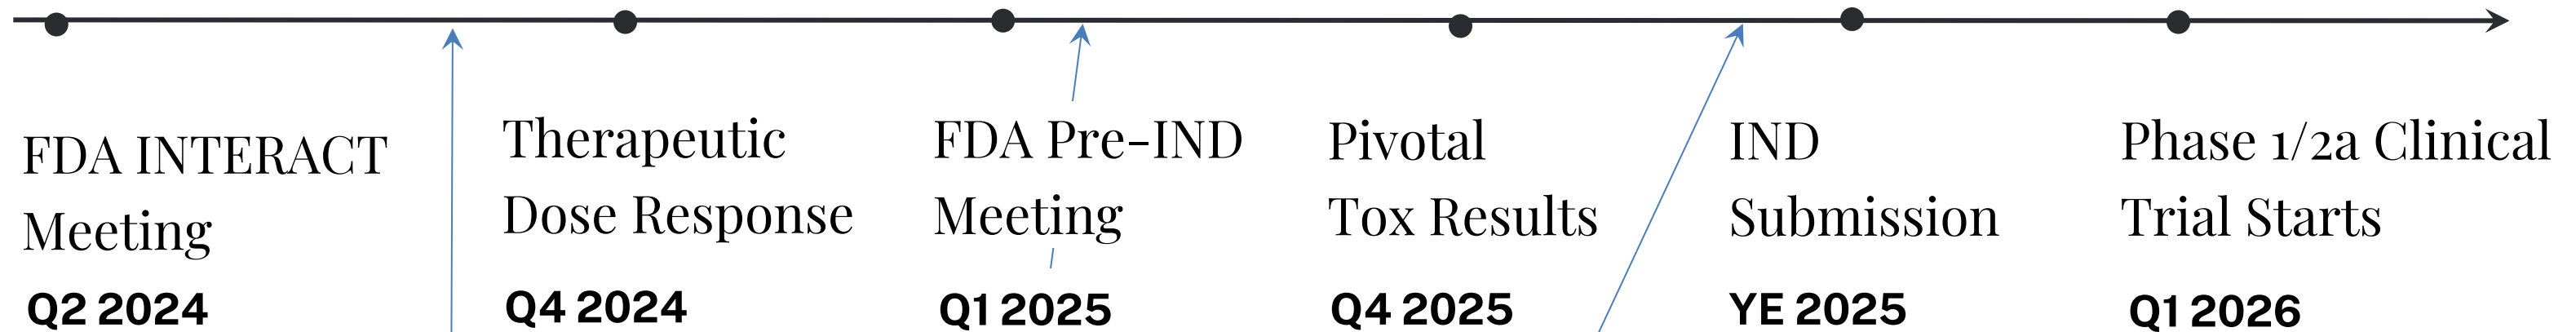 FDA INTERACT
Meeting
Q2 2024
Therapeutic
Dose Response
Q4 2024
FDA Pre-IND
Meeting
Q1 2025
Pivotal
Tox Results
Q4 2025
IND
Submission
YE 2025
Phase 1/2a Clinical
Trial Starts
Q1 2026